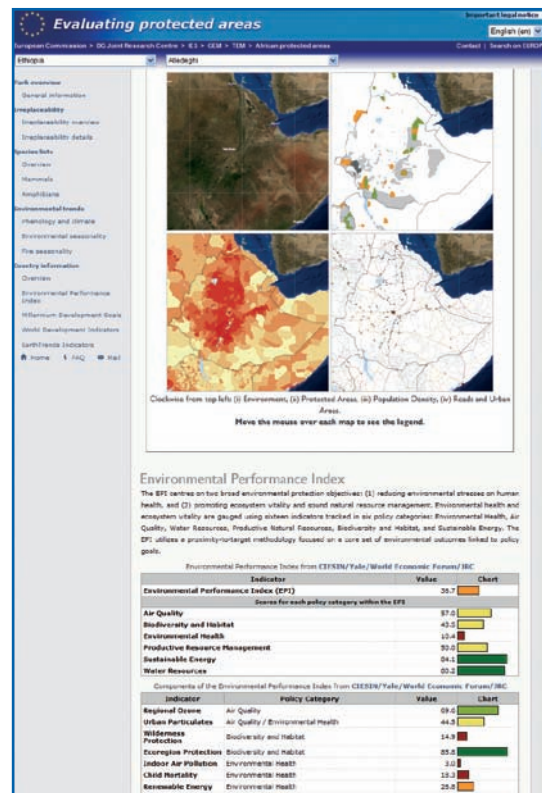 Evaluating protected areas
Important legal notice
English (en)
European Commission > DG Joint Research Centre > IES > GEM > TEM > African protected areas
Contact | Search on EUROPA
Ethiopia
Alledeghi
Park overview
General information
Irreplaceability
Irreplaceability overview
Irreplaceability details
Species lists
Overview
Mammals
Amphibians
Environmental trends
Phenology and climate
Environmental seasonality
Fire seasonality
Country information
Overview
Environmental Performance
Index
Millennium Development Goals
World Development Indicators
EarthTrends Indicators
Home FAQ Mail
Clockwise from top left (i) Environment, (ii) Protected Areas, (iii) Population Density, (iv) Roads and Urban
Areas.
Move the mouse over each map to see the legend.
Environmental Performance Index
The EPI centres on two broad environmental protection objectives: (1) reducing environmental stresses on human
health, and (2) promoting ecosystem vitality and sound natural resource management. Environmental health and
ecosystem vitality are gauged using sixteen indicators tracked in six policy categories: Environmental Health, Air
Quality, Water Resources, Productive Natural Resources, Biodiversity and Habitat, and Sustainable Energy. The
EPI utilizes a proximity-to-target methodology focused on a core set of environmental outcomes linked to policy
goals.
Environmental Performance Index from CIESIN/Yale/World Economic Forum/JRC
Indicator Value Chart
Environmental Performance Index (EPI) 36.7
Scores for each policy category within the EPI
Air Quality 57.0
Biodiversity and Habitat 43.5
Environmental Health 13.4
Productive Resource Management 50.0
Sustainable Energy 84.1
Water Resources
Components of the Environmental Performance Index from CIESIN/Yale/World Economic Forum/JRC
Indicator Policy Category Value Chart
Regional Ozone Air Quality 69.6
Urban Particulates Air Quality / Environmental Health 44.5
Wilderness
Protection Biodiversity and Habitat 14.9
Ecoregion Protection Biodiversity and Habitat 85.8
Indoor Air Pollution Environmental Health 3.0
Child Mortality Environmental Health 15.3
Renewable Energy Environmental Health 25.8